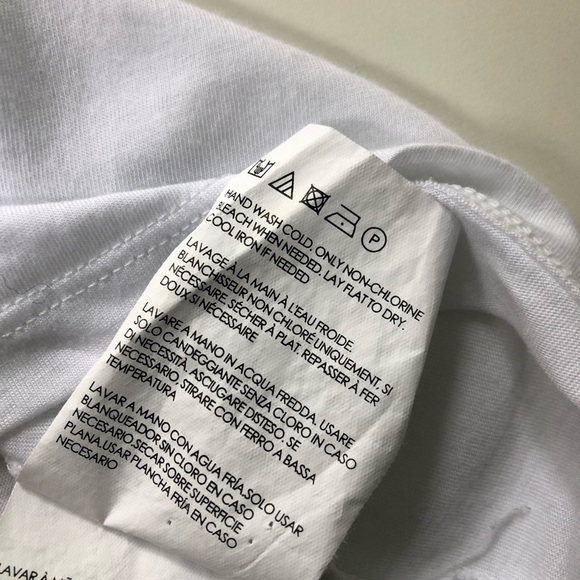 P
HAND WASH COLD, ONLY NON-CHLORINE
BLEACH WHEN NEEDED. LAY FLAT TO DRY;
COOL IRON IF NEEDED
LAVAGE À LA MAIN À L'EAU FROIDE.
BLANCHISSEUR NON CHLORÉ UNIQUEMENT, SI
NÉCESSAIRE. SÉCHER À PLAT. REPASSER À FER
DOUX SI NÉCESSAIRE
LAVARE A MANO IN ACQUA FREDDA. USARE
SOLO CANDEGGIANTE SENZA CLORO IN CASO
DI NECESSITÀ, ASCIUGARE DISTESO, SE
NECESSARIO, STIRARE CON FERRO A BASSA
TEMPERATURA
LAVAR A MANO CON AGUA FRÍA.SOLO USAR
BLANQUEADOR SIN CLORO EN CASO
NECESARIO.SECAR SOBRE SUPERFICIE
PLANA.USAR PLANCHA FRÍA EN CASO
NECESARIO
LAVAR À